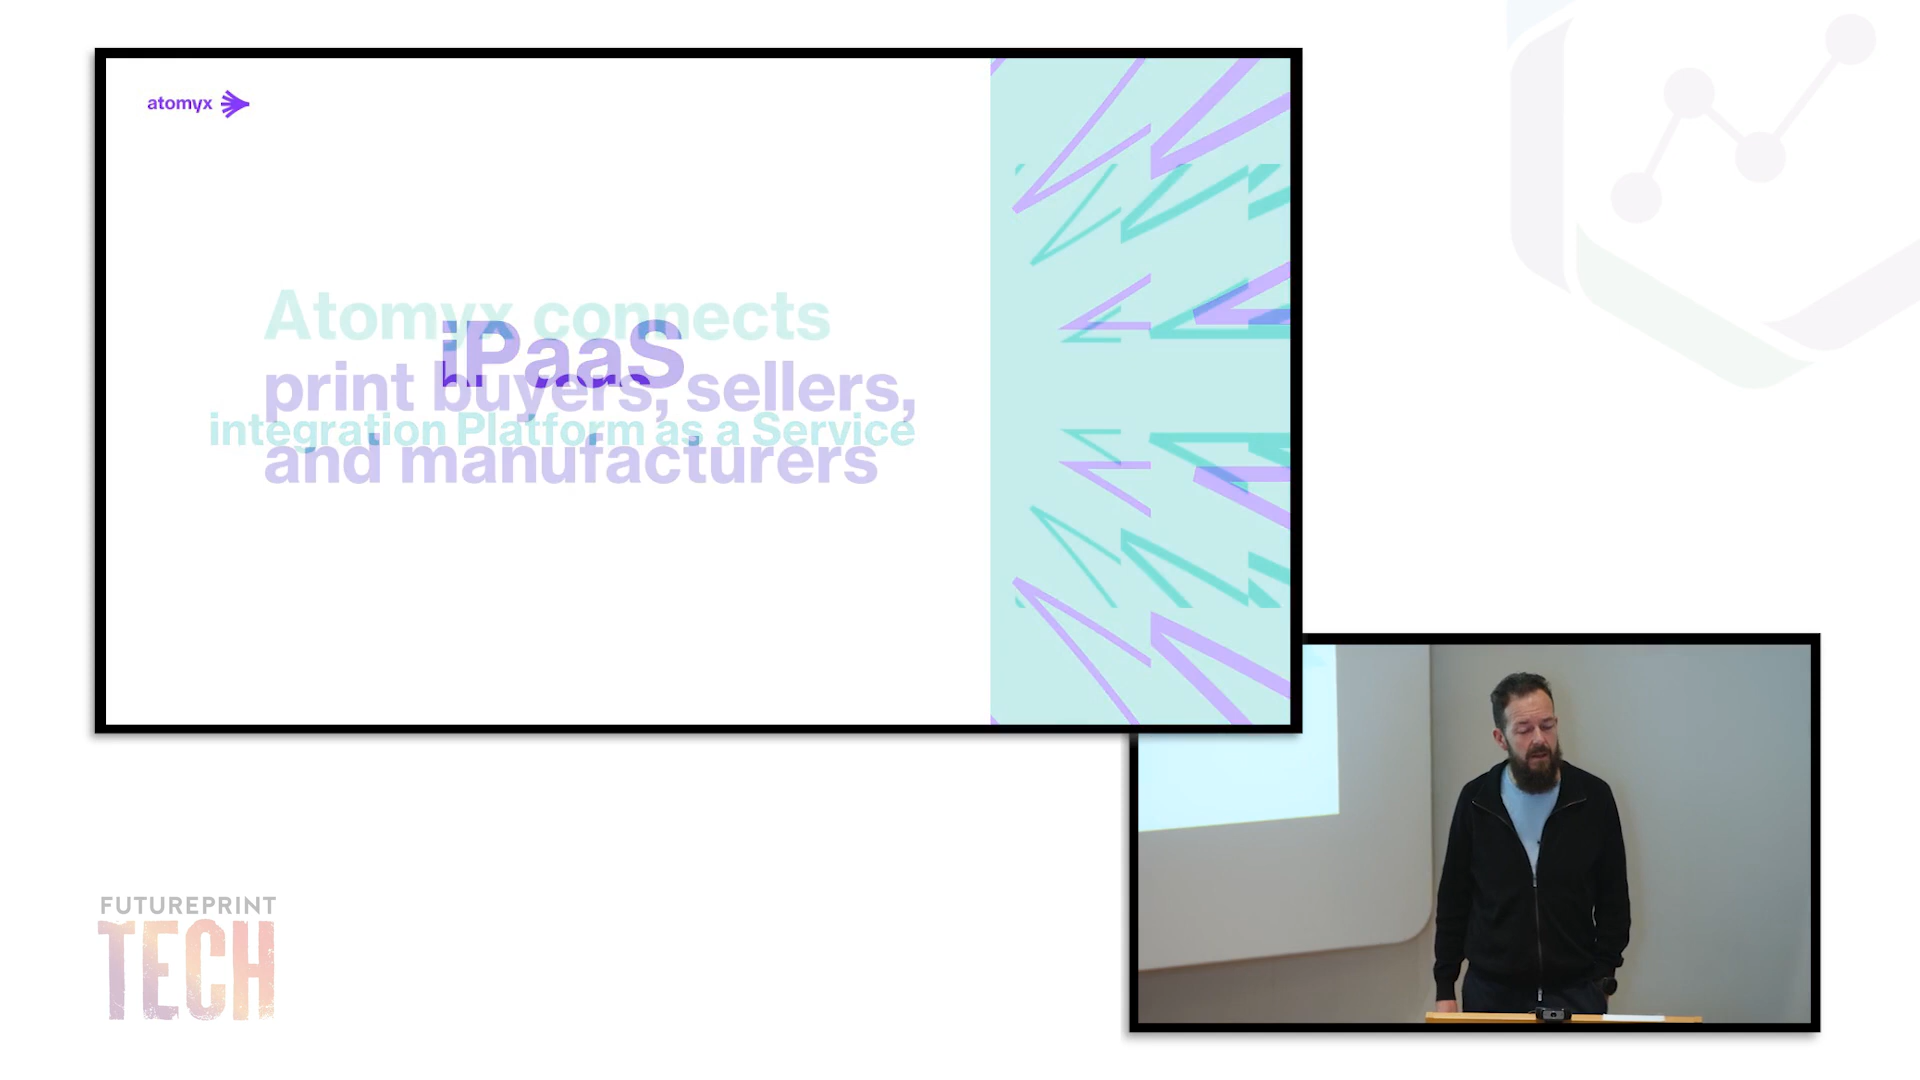 atomyx
Atomyx connects
iPaaS
print buyers, sellers,
integration Platform as a Service
and manufacturers
FUTUREPRINT
TECH